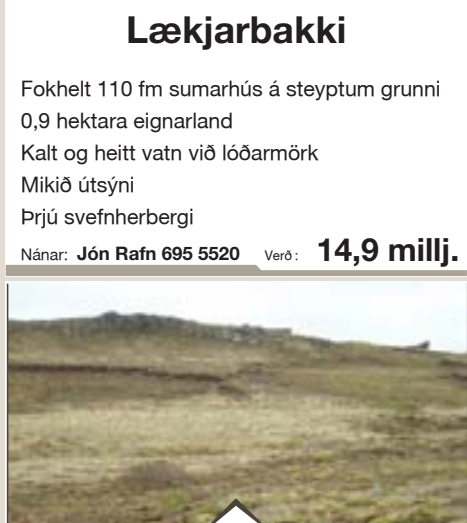 Lækjarbakki
Fokhelt 110 fm sumarhús á steyptum grunni
0,9 hektara eignarland
Kalt og heitt vatn við lóðarmörk
Mikið útsýni
Þrjú svefnherbergi
Nánar: Jón Rafn 695 5520 Verð: 14,9 millj.